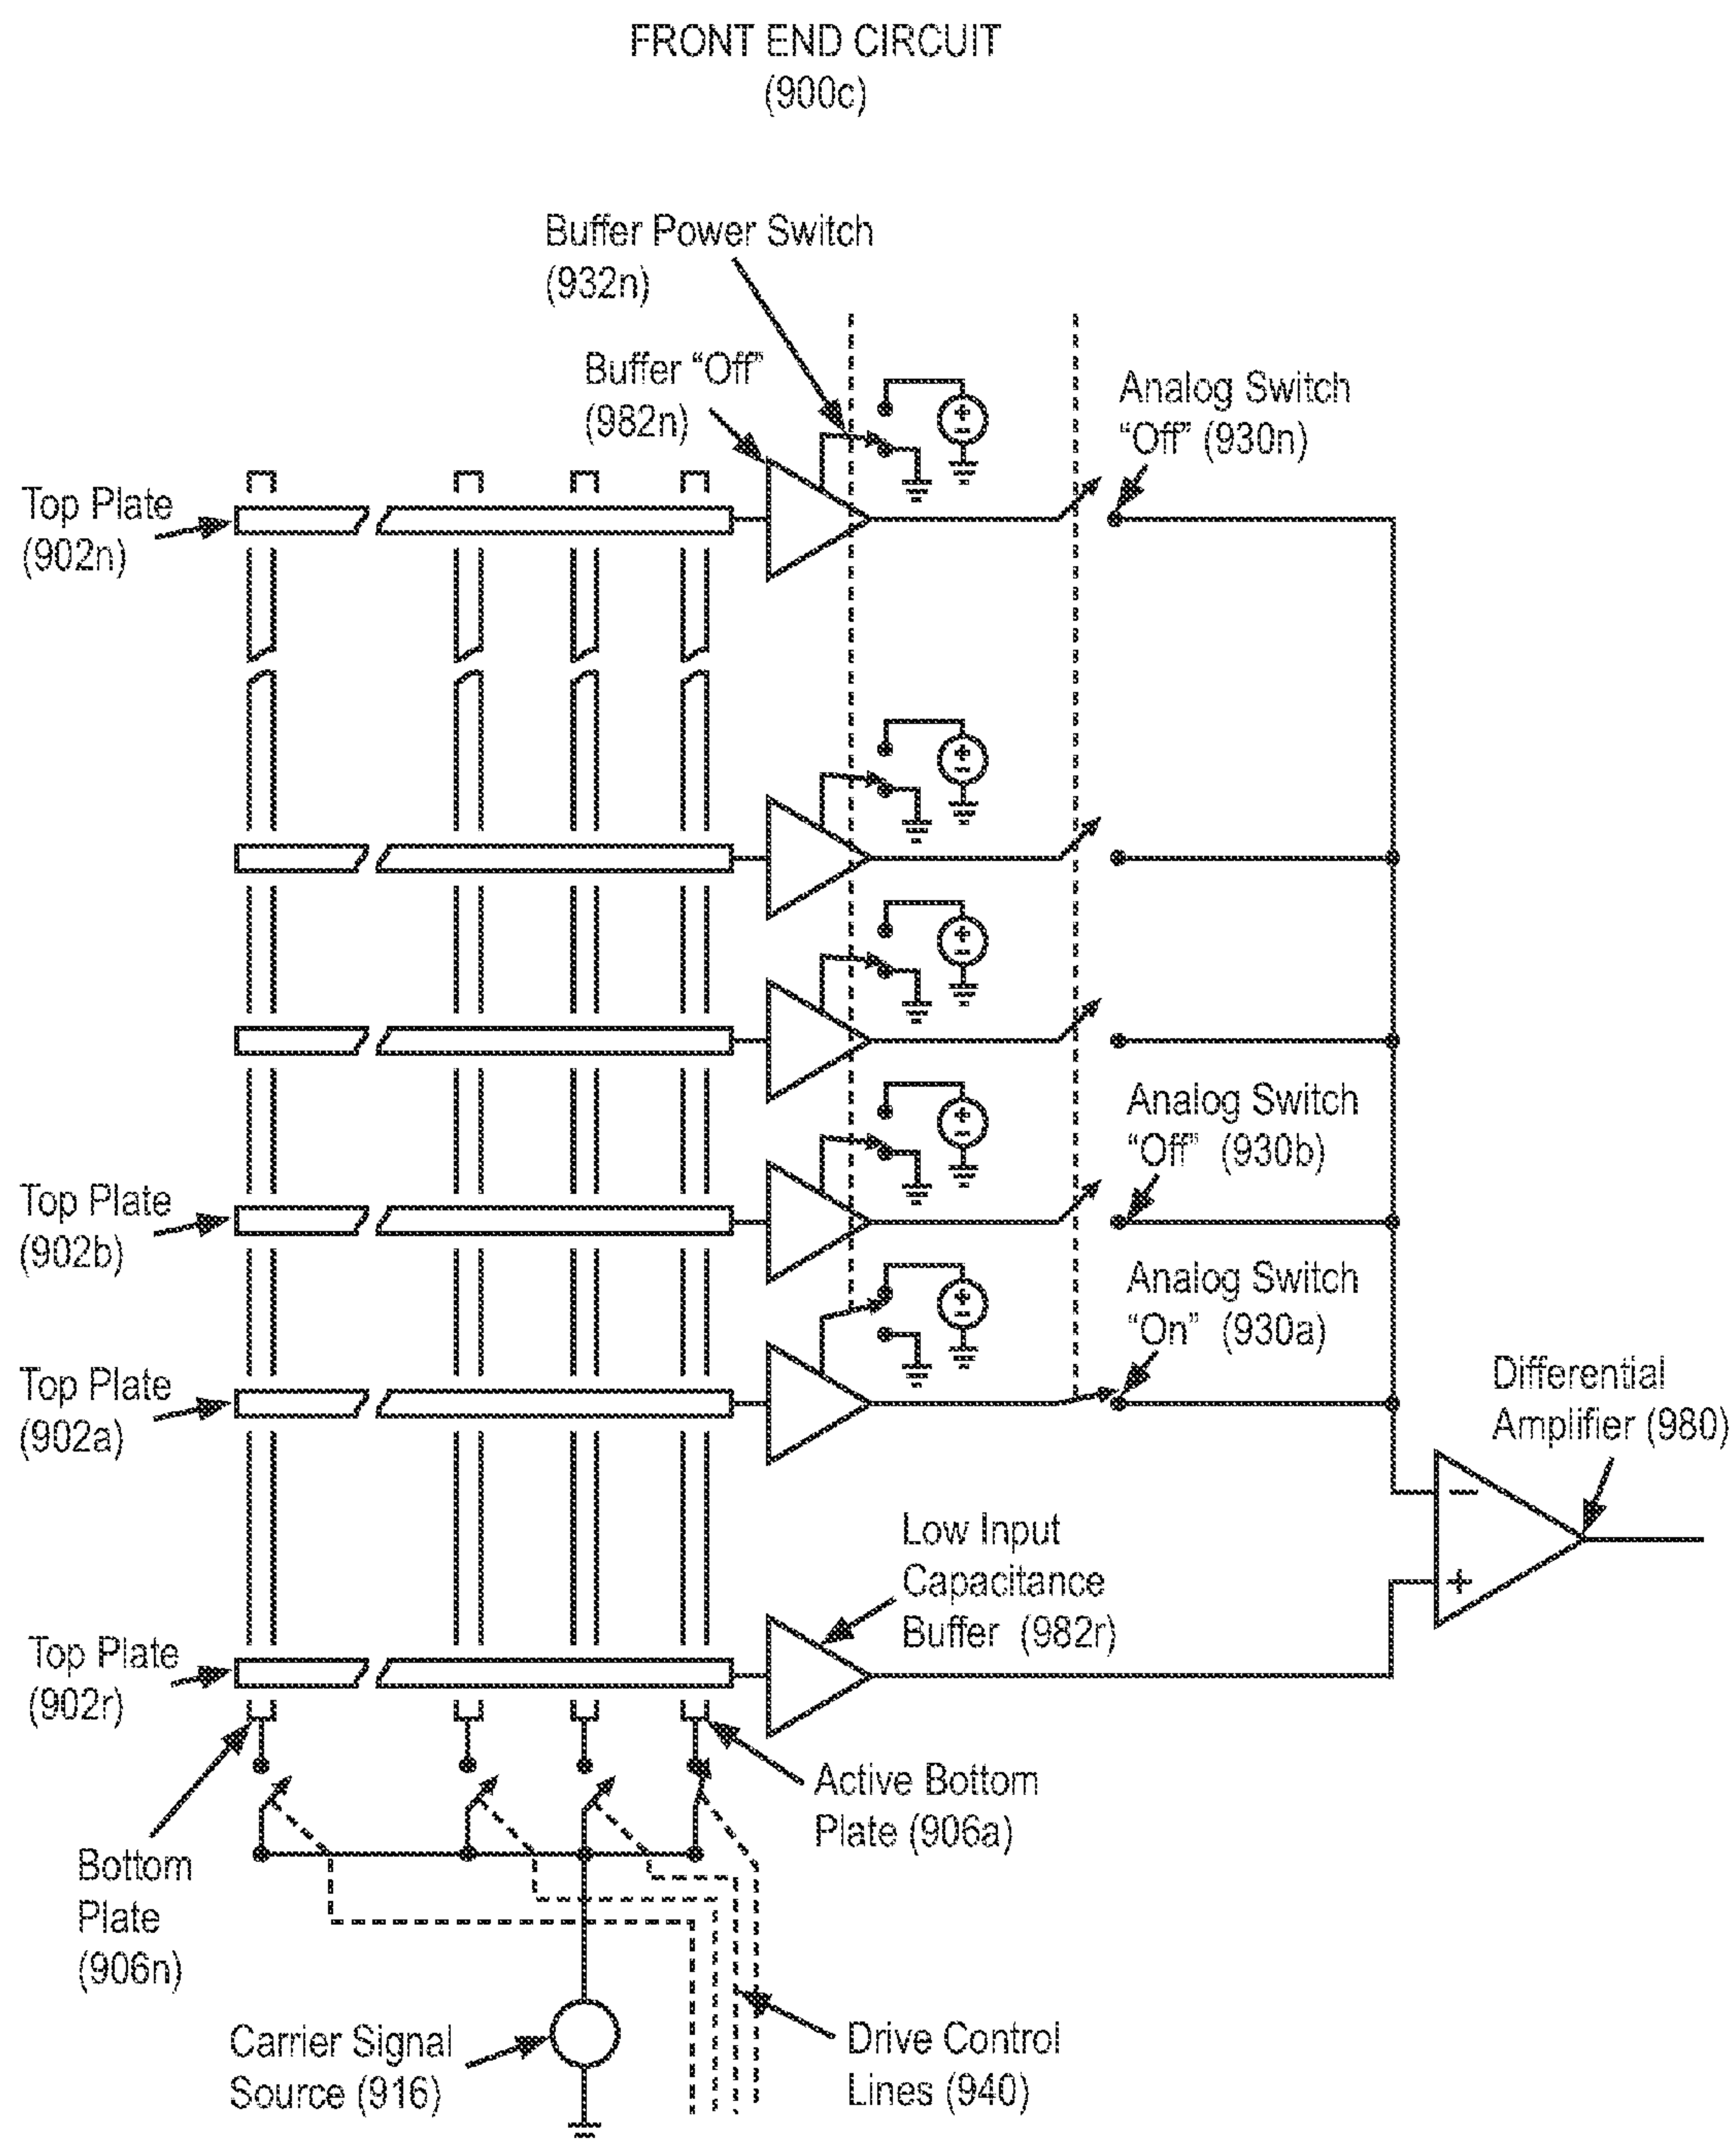 FRONT END CIRCUIT
(900c)
Buffer Power Switch
(932n)
Buffer “Off”
(982n)
Analog Switch
“Off” (930n)
Top Plate
(902n)
Analog Switch
“Off” (930b)
Top Plate
(902b)
Analog Switch
“On” (930a)
Top Plate
(902a)
Differential
Amplifier (980)
Low Input
Capacitance
Buffer (982r)
Top Plate
(902r)
Active Bottom
Plate (906a)
Bottom
Plate
(906n)
Carrier Signal
Source (916)
Drive Control
Lines (940)